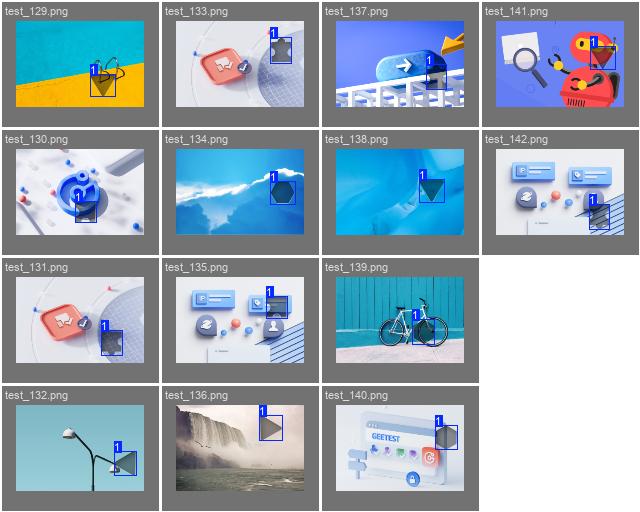 test_129.png
test_133.png
test_137.png
test_141.png
1
1
1
1
test_130.png
test_134.png
test_138.png
test_142.png
1
1
1
1
test_131.png
test_135.png
test_139.png
1
1
1
test_132.png
test_136.png
test_140.png
1
1
1
GEETEST